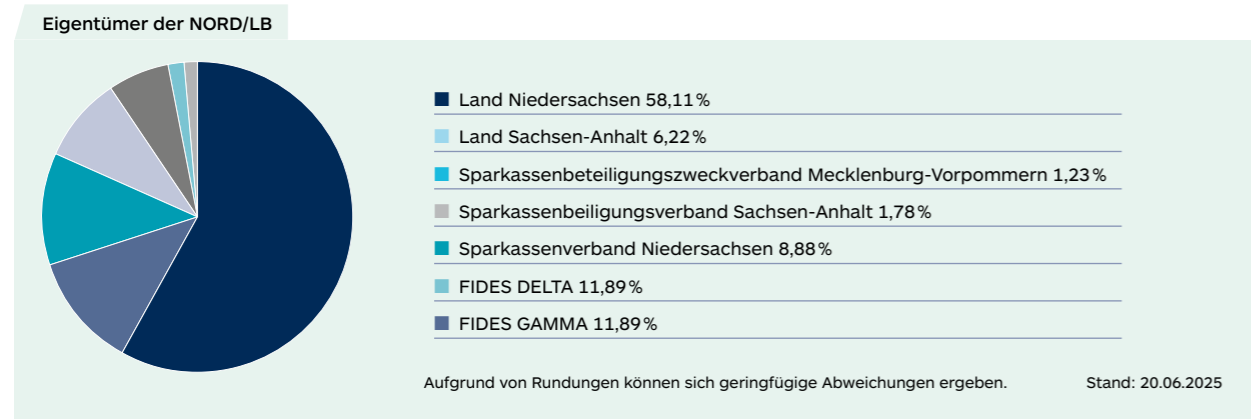 Eigentümer der NORD/LB
Land Niedersachsen 58,11%
Land Sachsen-Anhalt 6,22%
Sparkassenbeteiligungszweckverband Mecklenburg-Vorpommern 1,23%
Sparkassenbeiligungsverband Sachsen-Anhalt 1,78%
Sparkassenverband Niedersachsen 8,88%
FIDES DELTA 11,89%
FIDES GAMMA 11,89%
Aufgrund von Rundungen können sich geringfügige Abweichungen ergeben. Stand: 20.06.2025